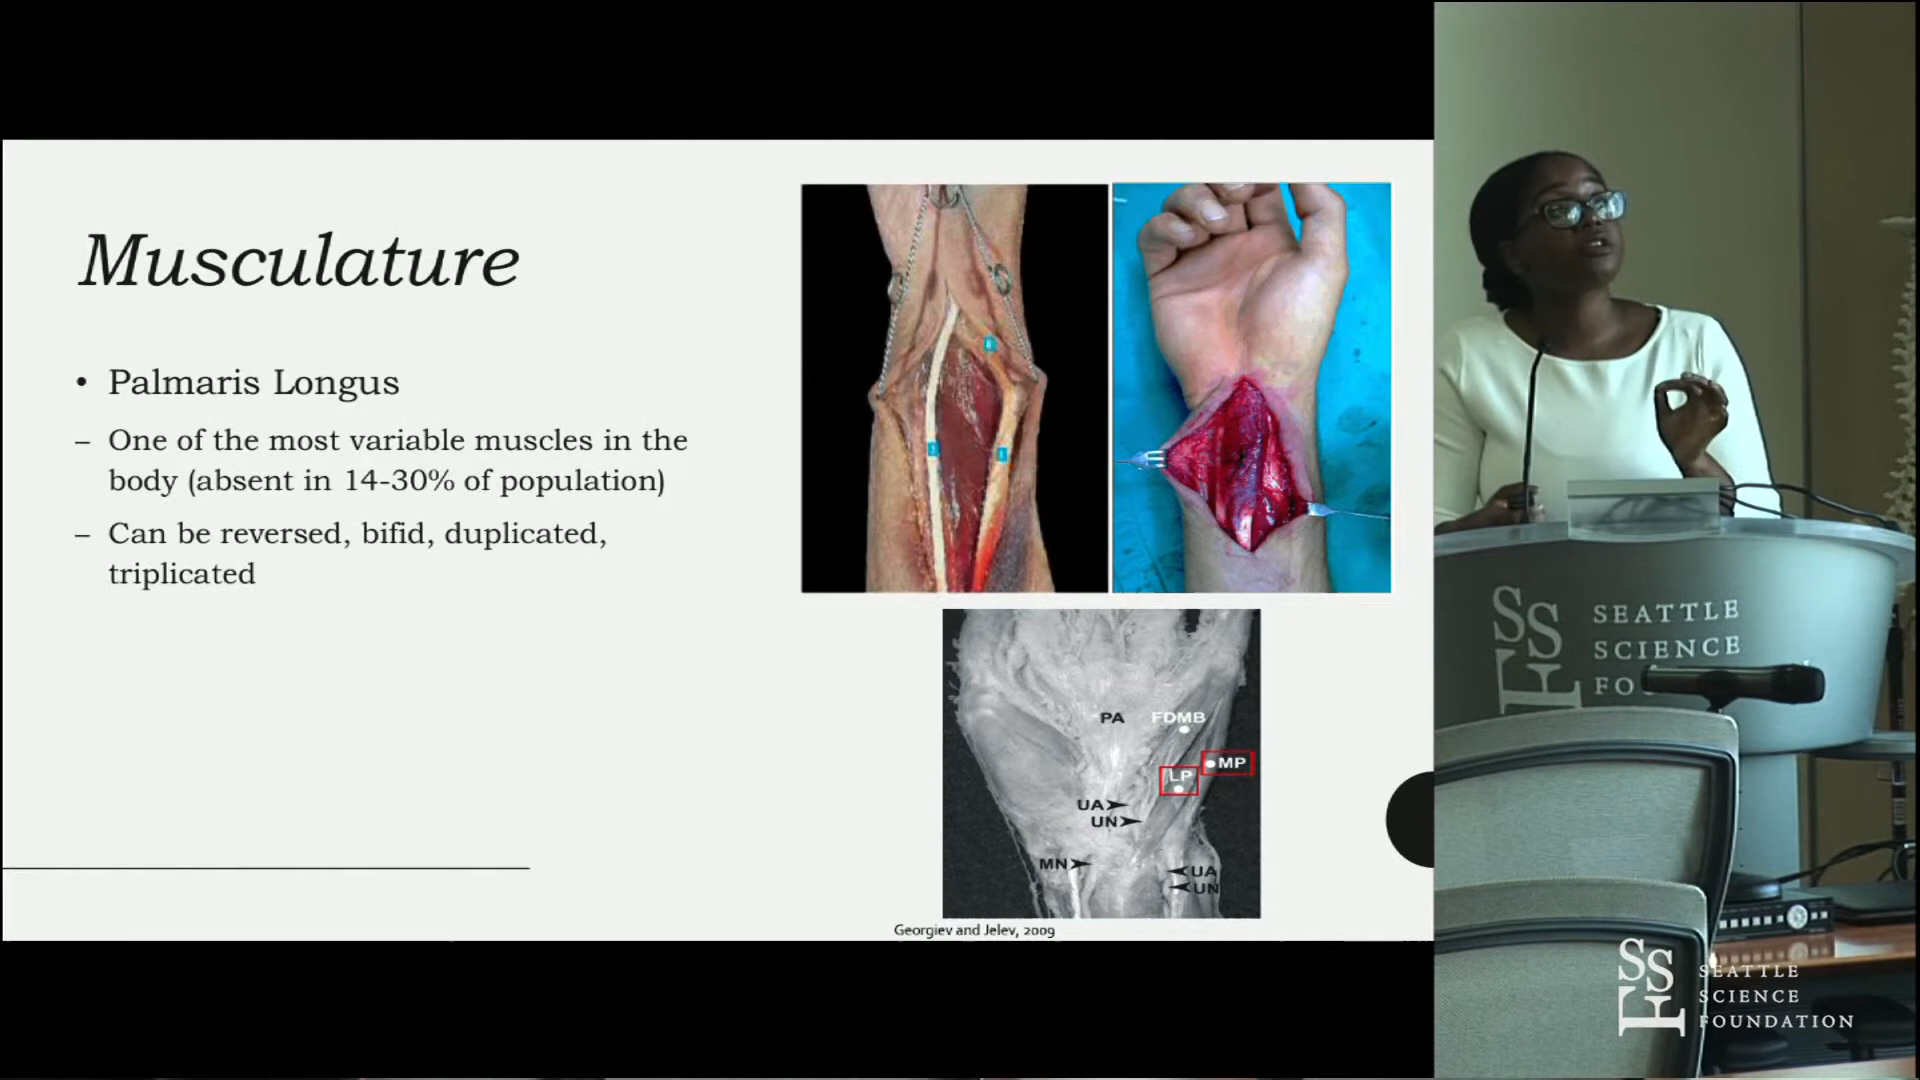 Musculature
• Palmaris Longus
– One of the most variable muscles in the
body (absent in 14-30% of population)
– Can be reversed, bifid, duplicated,
triplicated
PA FDMB
MP
LP
UA
UN
MN
UA
UN
Georgiev and Jelev, 2009
SSF SEATTLE
SCIENCE
FO
SSF SEATTLE
SCIENCE
FOUNDATION